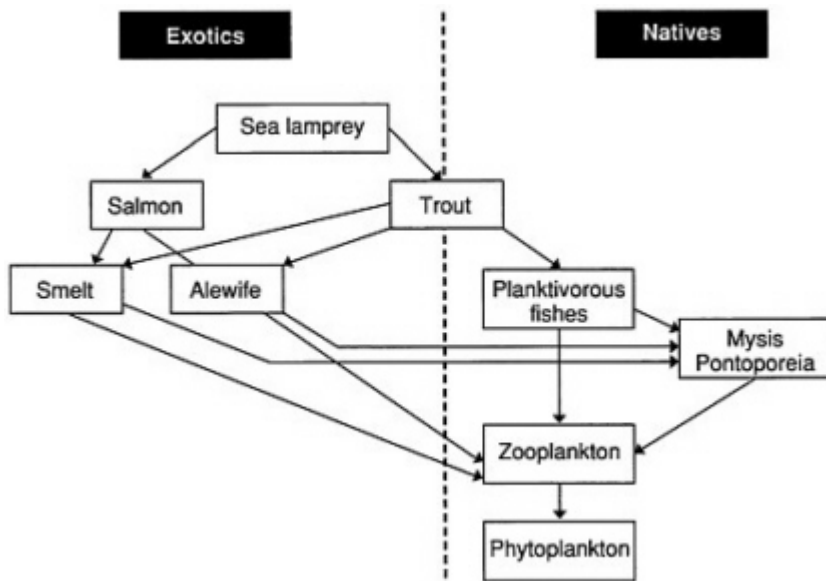 Exotics
Natives
Sea lamprey
Salmon
Trout
Smelt
Alewife
Planktivorous
fishes
Mysis
Pontoporeia
Zooplankton
Phytoplankton